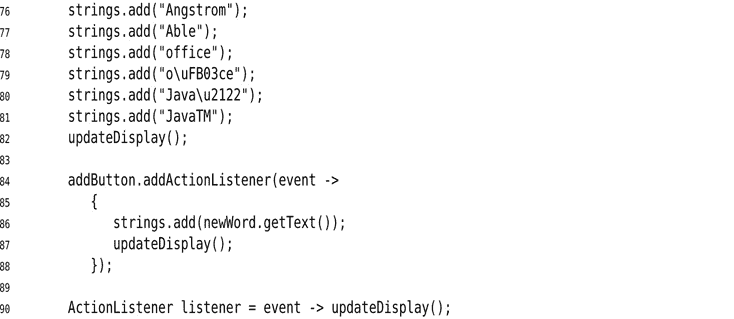 76 strings.add("Angstrom");
77 strings.add("Able");
78 strings.add("office");
79 strings.add("o\uFB03ce");
80 strings.add("Java\u2122");
81 strings.add("JavaTM");
82 updateDisplay();
83
84 addButton.addActionListener(event ->
85 {
86 strings.add(newWord.getText());
87 updateDisplay();
88 });
89
90 ActionListener listener = event -> updateDisplay();